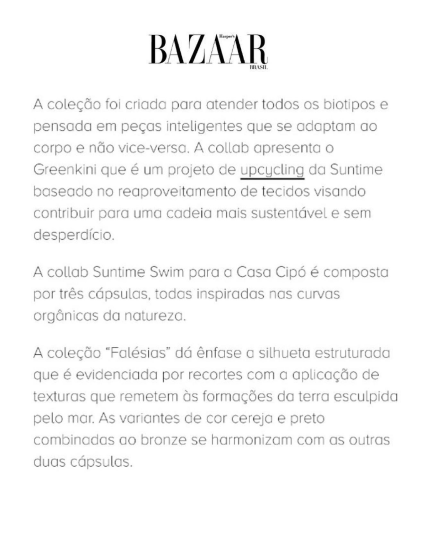 Harper's
BAZAAR
BRASIL
A coleção foi criada para atender todos os biotipos e
pensada em peças inteligentes que se adaptam ao
corpo e não vice-versa. A collab apresenta o
Greenkini que é um projeto de upcycling da Suntime
baseado no reaproveitamento de tecidos visando
contribuir para uma cadeia mais sustentável e sem
desperdício.
A collab Suntime Swim para a Casa Cipó é composta
por três cápsulas, todas inspiradas nas curvas
orgânicas da natureza.
A coleção “Falésias” dá ênfase a silhueta estruturada
que é evidenciada por recortes com a aplicação de
texturas que remetem às formações da terra esculpida
pelo mar. As variantes de cor cereja e preto
combinadas ao bronze se harmonizam com as outras
duas cápsulas.